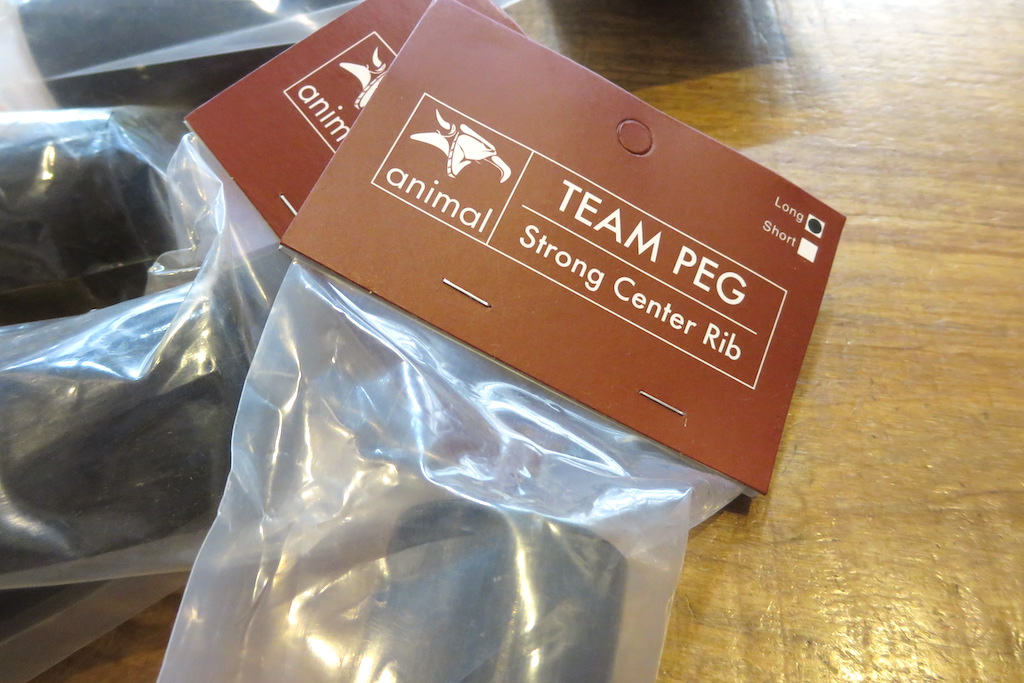 anim
animal
TEAM PEG
Strong Center Rib
Long
Short